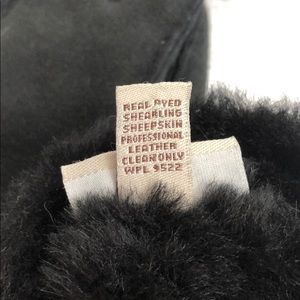 REAL DYED
SHEARLING
SHEEPSKIN
PROFESSIONAL
LEATHER
CLEAN ONLY
WPL 9522